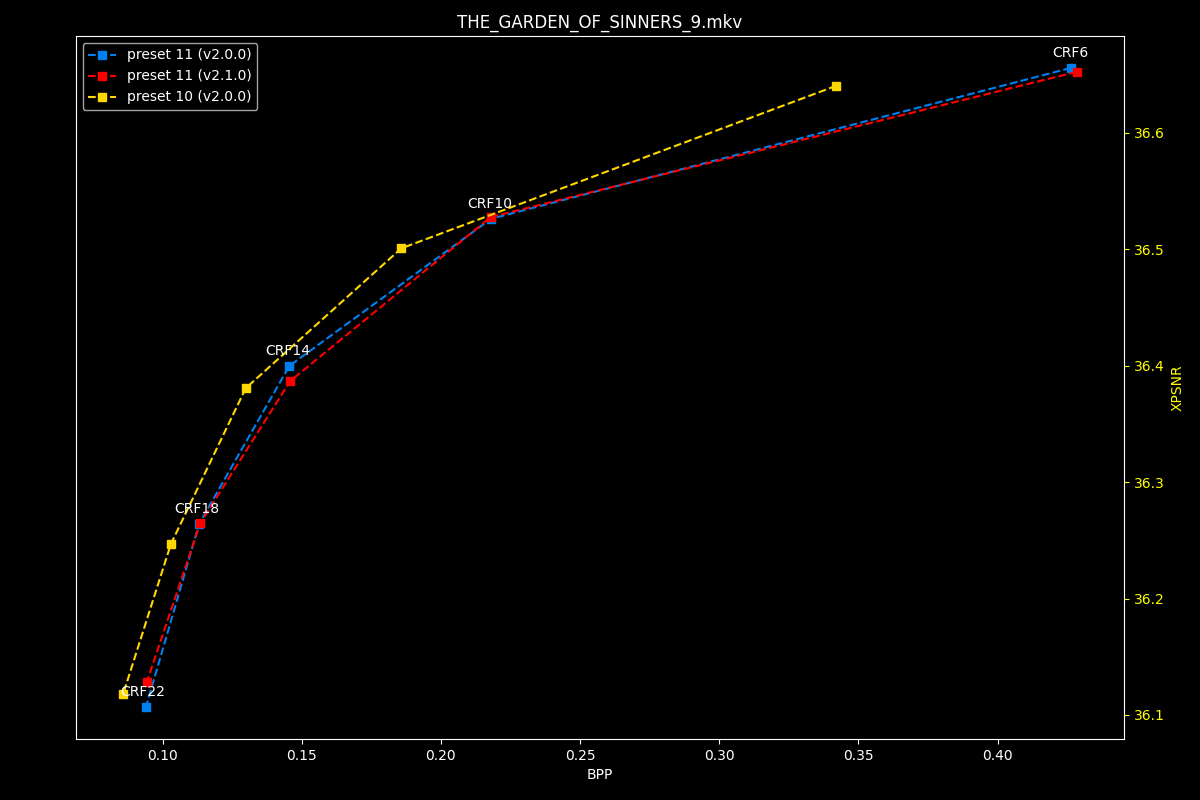 THE_GARDEN_OF_SINNERS_9.mkv
preset 11 (v2.0.0)
preset 11 (v2.1.0)
preset 10 (v2.0.0)
CRF6
CRF10
CRF14
CRF18
CRF22
36.6
36.5
36.4
36.3
36.2
36.1
XPSNR
0.10 0.15 0.20 0.25 0.30 0.35 0.40
BPP